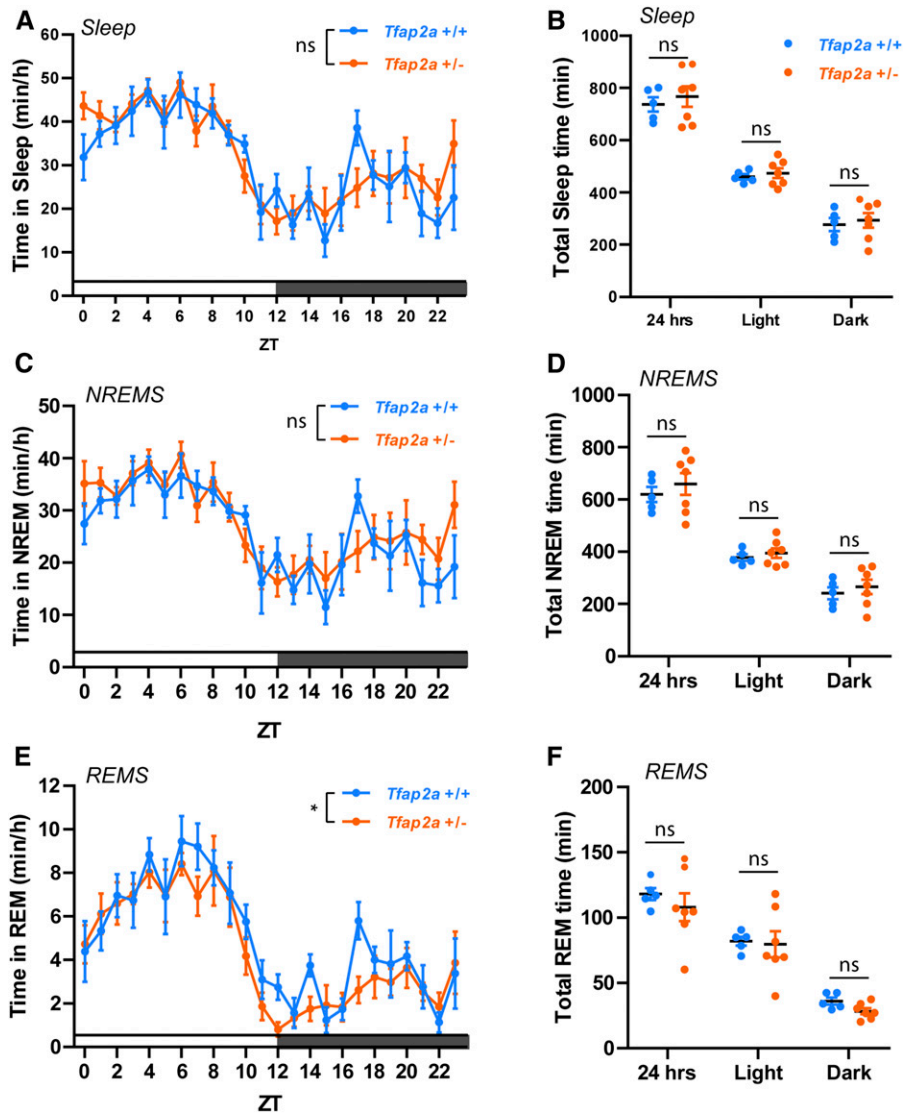 A
Sleep
ns
Tfap2a +/+
Tfap2a +/-
Time in Sleep (min/h)
60
50
40
30
20
10
0
0 2 4 6 8 10 12 14 16 18 20 22
ZT
B
Sleep
Tfap2a +/+
Tfap2a +/-
Total Sleep time (min)
1000
800
600
400
200
0
ns
ns
ns
24 hrs Light Dark
C
NREMS
ns
Tfap2a +/+
Tfap2a +/-
Time in NREM (min/h)
50
40
30
20
10
0
0 2 4 6 8 10 12 14 16 18 20 22
ZT
D
NREMS
Total NREM time (min)
1000
800
600
400
200
0
ns
ns
ns
24 hrs Light Dark
E
REMS
*
Tfap2a +/+
Tfap2a +/-
Time in REM (min/h)
12
10
8
6
4
2
0
0 2 4 6 8 10 12 14 16 18 20 22
ZT
F
REMS
Total REM time (min)
200
150
100
50
0
ns
ns
ns
24 hrs Light Dark